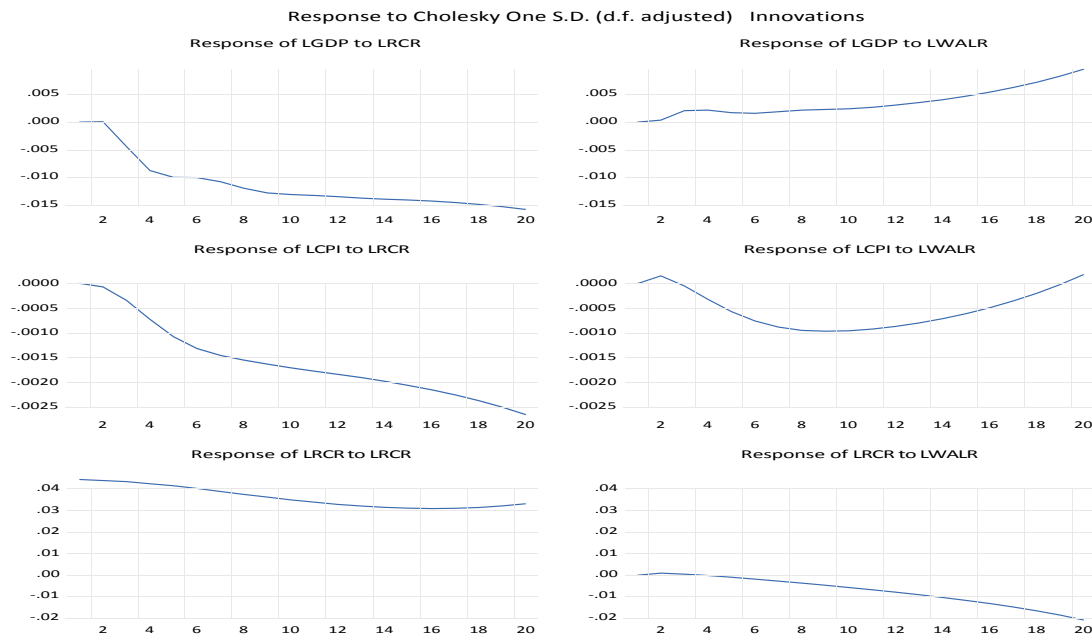 Response to Cholesky One S.D. (d.f. adjusted) Innovations
Response of LGDP to LRCR
.005
.000
-.005
-.010
-.015
2 4 6 8 10 12 14 16 18 20
Response of LGDP to LWALR
.005
.000
-.005
-.010
-.015
2 4 6 8 10 12 14 16 18 20
Response of LCPI to LRCR
.0000
-.0005
-.0010
-.0015
-.0020
-.0025
2 4 6 8 10 12 14 16 18 20
Response of LCPI to LWALR
.0000
-.0005
-.0010
-.0015
-.0020
-.0025
2 4 6 8 10 12 14 16 18 20
Response of LRCR to LRCR
.04
.03
.02
.01
.00
-.01
-.02
2 4 6 8 10 12 14 16 18 20
Response of LRCR to LWALR
.04
.03
.02
.01
.00
-.01
-.02
2 4 6 8 10 12 14 16 18 20